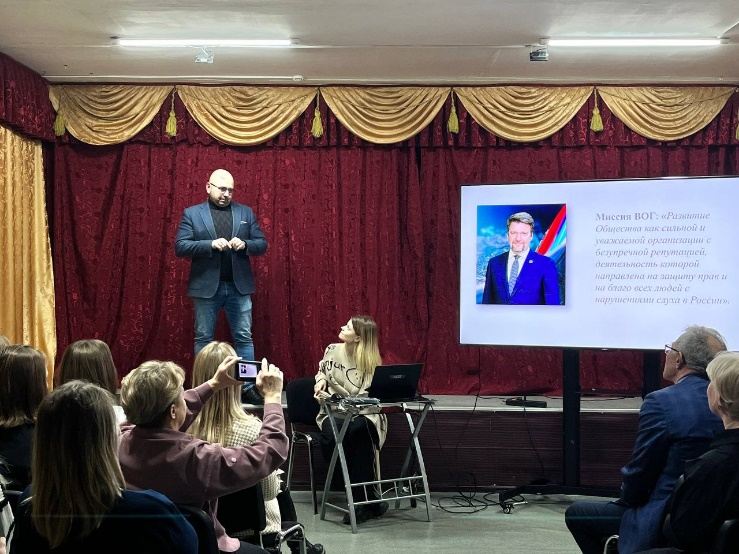 Миссия ВОГ: «Развитие
Общества как сильной и
уважаемой организации с
безупречной репутацией,
деятельность которой
направлена на защиту прав и
на благо всех людей с
нарушениями слуха в России».